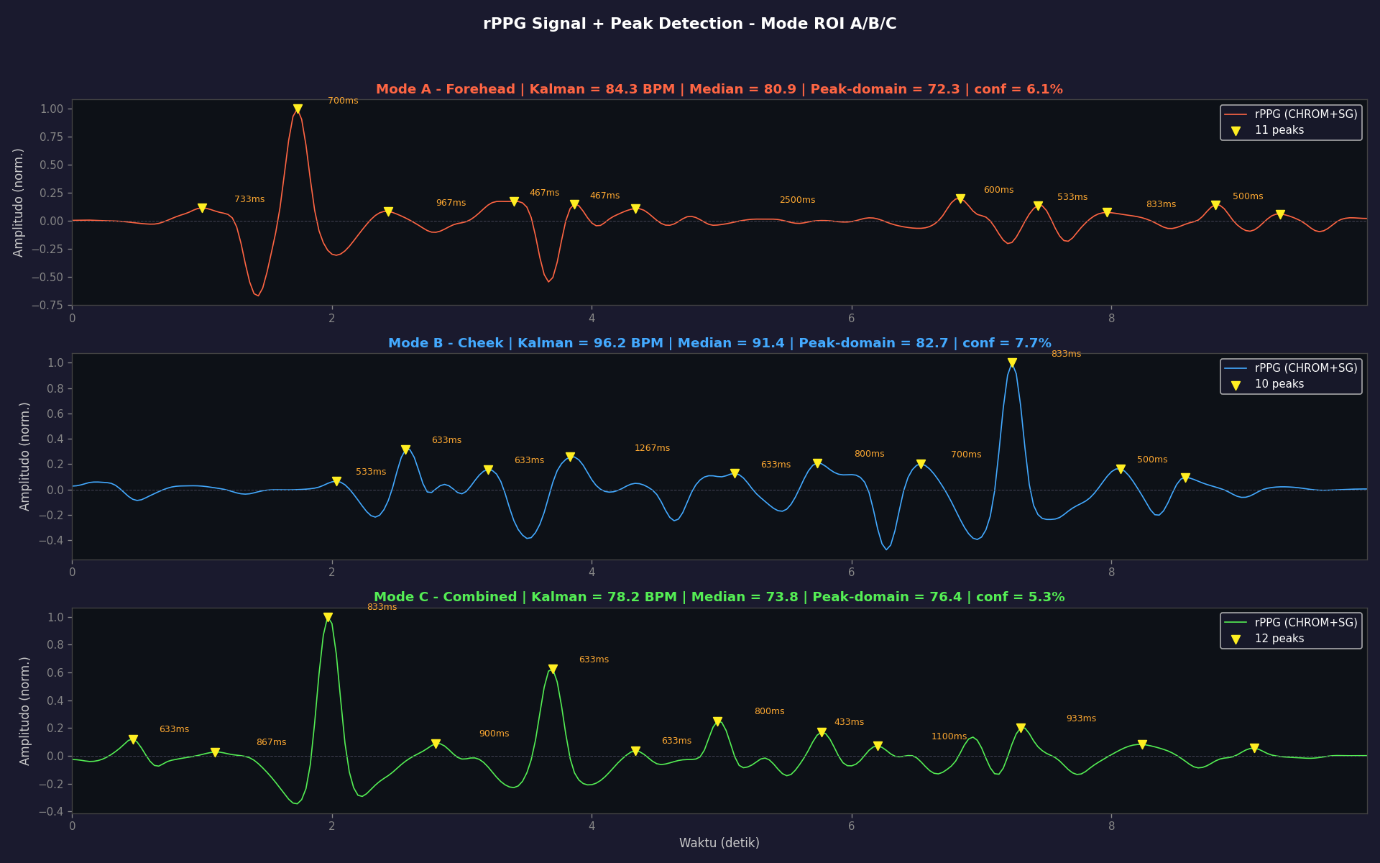 rPPG Signal + Peak Detection - Mode ROI A/B/C
Mode A - Forehead | Kalman = 84.3 BPM | Median = 80.9 | Peak-domain = 72.3 | conf = 6.1%
Amplitudo (norm.)
1.00
0.75
0.50
0.25
0.00
−0.25
−0.50
−0.75
733ms
700ms
967ms
467ms
467ms
2500ms
600ms
533ms
833ms
500ms
rPPG (CHROM+SG)
11 peaks
0
2
4
6
8
Mode B - Cheek | Kalman = 96.2 BPM | Median = 91.4 | Peak-domain = 82.7 | conf = 7.7%
Amplitudo (norm.)
1.0
0.8
0.6
0.4
0.2
0.0
−0.2
−0.4
533ms
633ms
633ms
1267ms
633ms
800ms
700ms
833ms
500ms
rPPG (CHROM+SG)
10 peaks
0
2
4
6
8
Mode C - Combined | Kalman = 78.2 BPM | Median = 73.8 | Peak-domain = 76.4 | conf = 5.3%
Amplitudo (norm.)
1.0
0.8
0.6
0.4
0.2
0.0
−0.2
−0.4
633ms
867ms
833ms
900ms
633ms
633ms
800ms
433ms
1100ms
933ms
rPPG (CHROM+SG)
12 peaks
0
2
4
6
8
Waktu (detik)